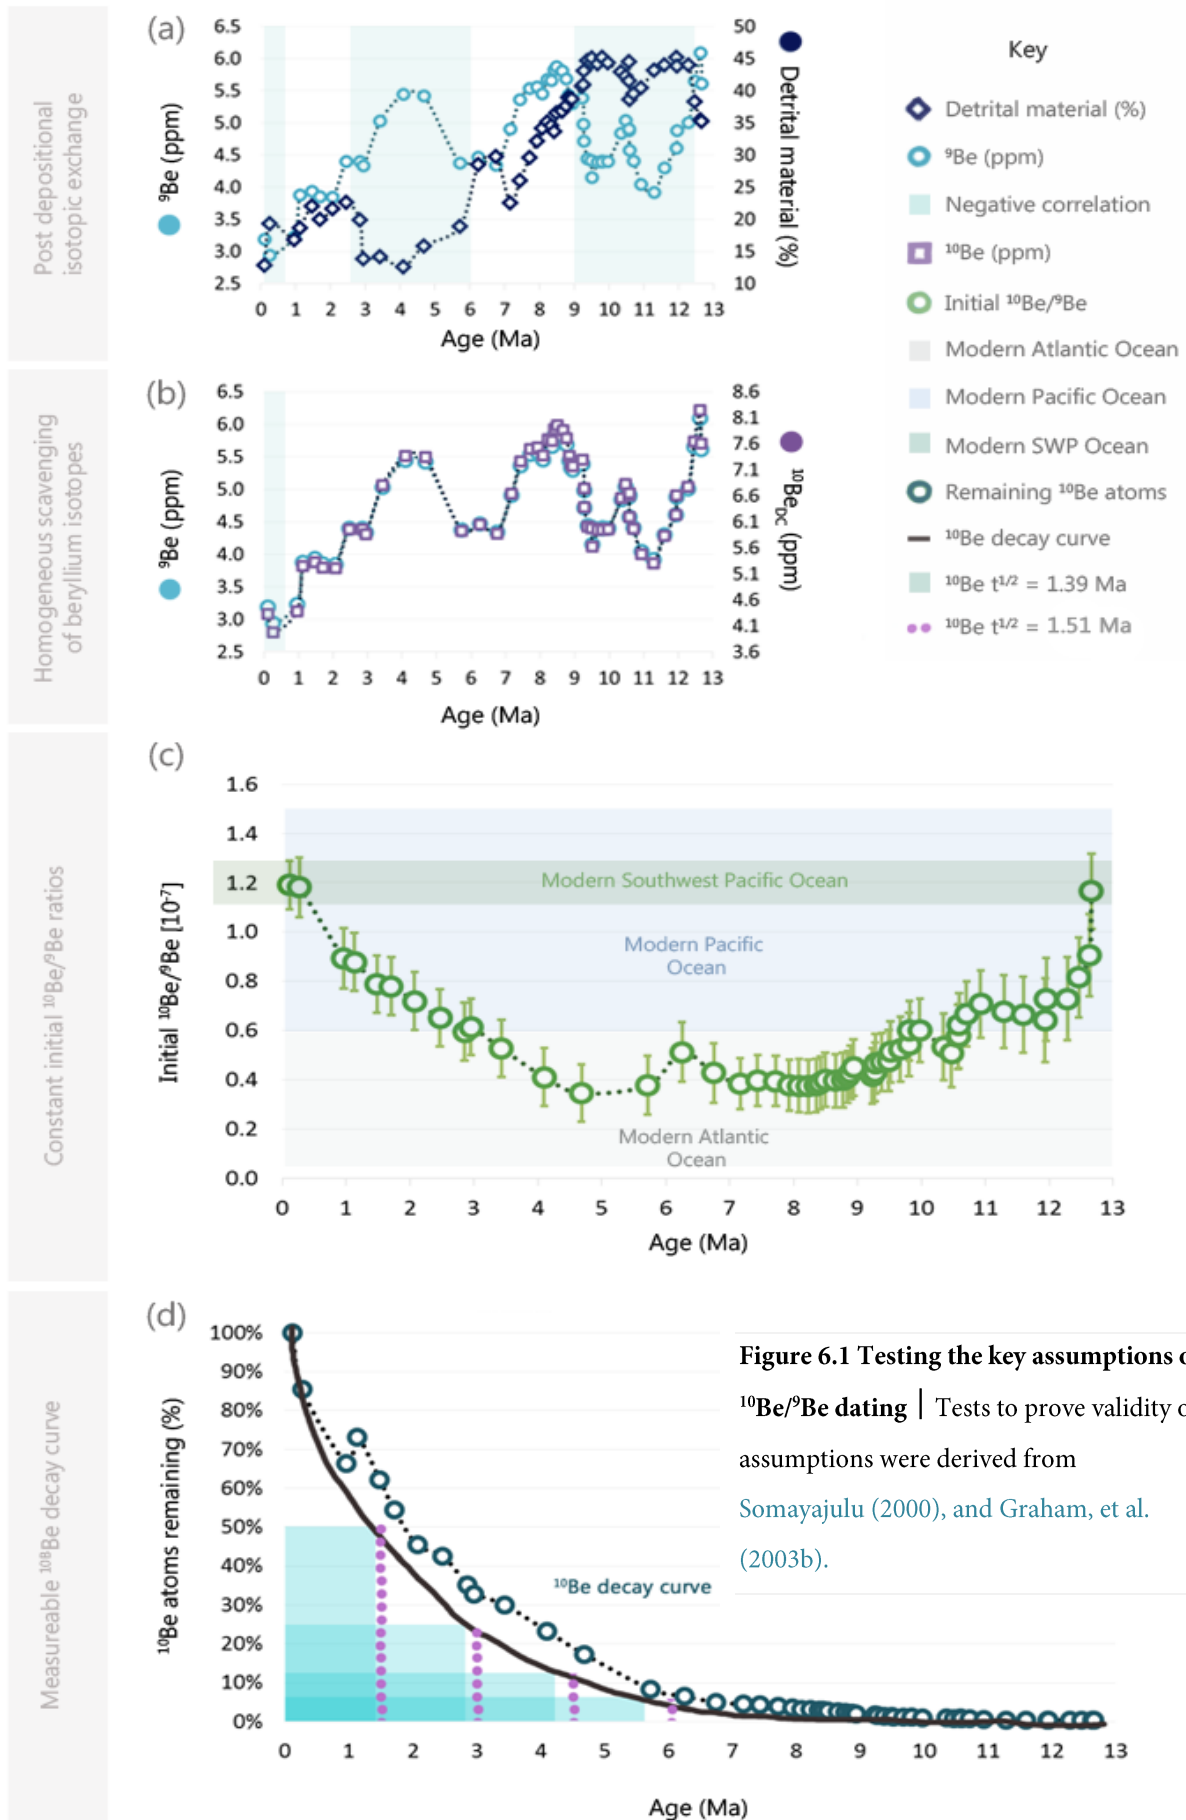 Post depositional
isotopic exchange
(a)
⁹Be (ppm)
6.5
6.0
5.5
5.0
4.5
4.0
3.5
3.0
2.5
50
45
40
35
30
25
20
15
10
Detrital material (%)
0 1 2 3 4 5 6 7 8 9 10 11 12 13
Age (Ma)
Key
Detrital material (%)
⁹Be (ppm)
Negative correlation
¹⁰Be (ppm)
Initial ¹⁰Be/⁹Be
Modern Atlantic Ocean
Modern Pacific Ocean
Modern SWP Ocean
Remaining ¹⁰Be atoms
¹⁰Be decay curve
¹⁰Be t¹/² = 1.39 Ma
¹⁰Be t¹/² = 1.51 Ma
Homogeneous scavenging
of beryllium isotopes
(b)
⁹Be (ppm)
6.5
6.0
5.5
5.0
4.5
4.0
3.5
3.0
2.5
8.6
8.1
7.6
7.1
6.6
6.1
5.6
5.1
4.6
4.1
3.6
¹⁰Be_DC (ppm)
0 1 2 3 4 5 6 7 8 9 10 11 12 13
Age (Ma)
Constant initial ¹⁰Be/⁹Be ratios
(c)
Initial ¹⁰Be/⁹Be [10⁻⁷]
1.6
1.4
1.2
1.0
0.8
0.6
0.4
0.2
0.0
Modern Southwest Pacific Ocean
Modern Pacific
Ocean
Modern Atlantic
Ocean
0 1 2 3 4 5 6 7 8 9 10 11 12 13
Age (Ma)
Measureable ¹⁰ᴮBe decay curve
(d)
¹⁰Be atoms remaining (%)
100%
90%
80%
70%
60%
50%
40%
30%
20%
10%
0%
¹⁰Be decay curve
0 1 2 3 4 5 6 7 8 9 10 11 12 13
Age (Ma)
Figure 6.1 Testing the key assumptions o
¹⁰Be/⁹Be dating | Tests to prove validity o
assumptions were derived from
Somayajulu (2000), and Graham, et al.
(2003b).